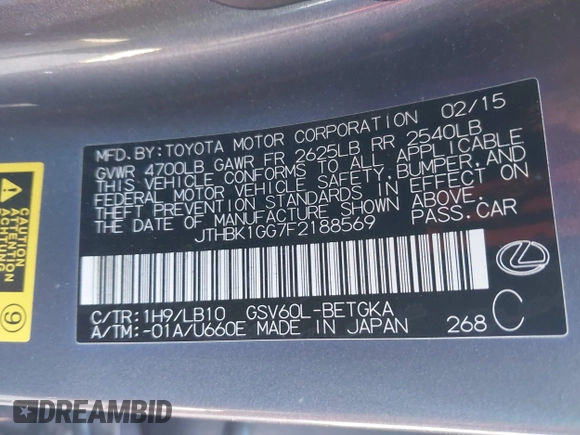 MFD.BY:TOYOTA MOTOR CORPORATION 02/15
GVWR 4700LB GAWR FR 2625LB RR 2540LB
THIS VEHICLE CONFORMS TO ALL APPLICABLE
FEDERAL MOTOR VEHICLE SAFETY,BUMPER,AND
THEFT PREVENTION STANDARDS IN EFFECT ON
THE DATE OF MANUFACTURE SHOWN ABOVE.
JTHBK1GG7F2188569 PASS.CAR
C/TR:1H9/LB10 GSV60L-BETGKA
A/TM:-01A/U660E MADE IN JAPAN 268 C
ATTENTION
ACHTUNG
9
DREAMBID